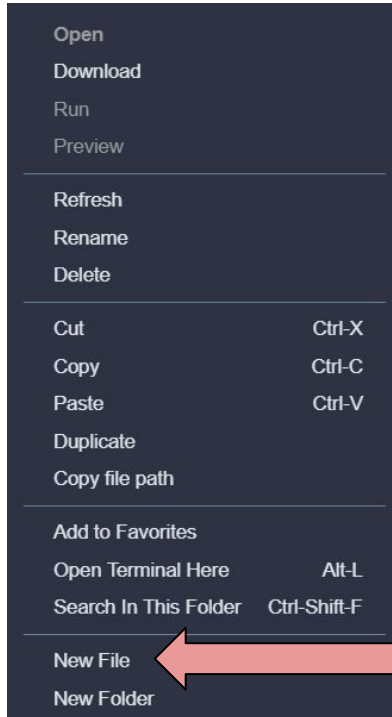 Open
Download
Run
Preview
Refresh
Rename
Delete
Cut Ctrl-X
Copy Ctrl-C
Paste Ctrl-V
Duplicate
Copy file path
Add to Favorites
Open Terminal Here Alt-L
Search In This Folder Ctrl-Shift-F
New File
New Folder